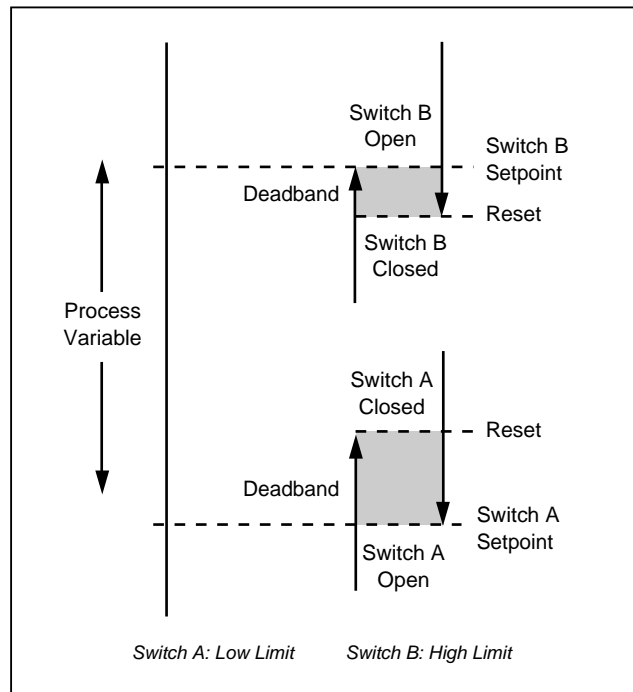 Switch B
Open
Switch B
Setpoint
Deadband
Reset
Switch B
Closed
Process
Variable
Switch A
Closed
Reset
Deadband
Switch A
Setpoint
Switch A
Open
Switch A: Low Limit
Switch B: High Limit